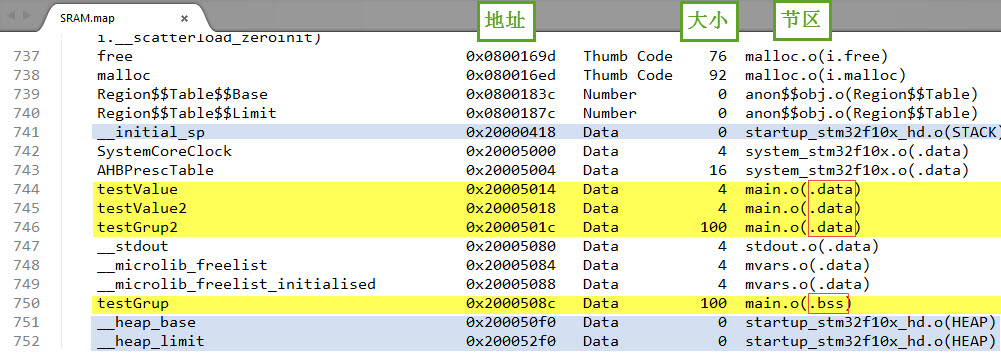 SRAM.map ×
地址 大小 节区
i.__scatterload_zeroinit)
737 free 0x0800169d Thumb Code 76 malloc.o(i.free)
738 malloc 0x080016ed Thumb Code 92 malloc.o(i.malloc)
739 Region$$Table$$Base 0x0800183c Number 0 anon$$obj.o(Region$$Table)
740 Region$$Table$$Limit 0x0800187c Number 0 anon$$obj.o(Region$$Table)
741 __initial_sp 0x20000418 Data 0 startup_stm32f10x_hd.o(STACK)
742 SystemCoreClock 0x20005000 Data 4 system_stm32f10x.o(.data)
743 AHBPrescTable 0x20005004 Data 16 system_stm32f10x.o(.data)
744 testValue 0x20005014 Data 4 main.o(.data)
745 testValue2 0x20005018 Data 4 main.o(.data)
746 testGrup2 0x2000501c Data 100 main.o(.data)
747 __stdout 0x20005080 Data 4 stdout.o(.data)
748 __microlib_freelist 0x20005084 Data 4 mvars.o(.data)
749 __microlib_freelist_initialised 0x20005088 Data 4 mvars.o(.data)
750 testGrup 0x2000508c Data 100 main.o(.bss)
751 __heap_base 0x200050f0 Data 0 startup_stm32f10x_hd.o(HEAP)
752 __heap_limit 0x200052f0 Data 0 startup_stm32f10x_hd.o(HEAP)